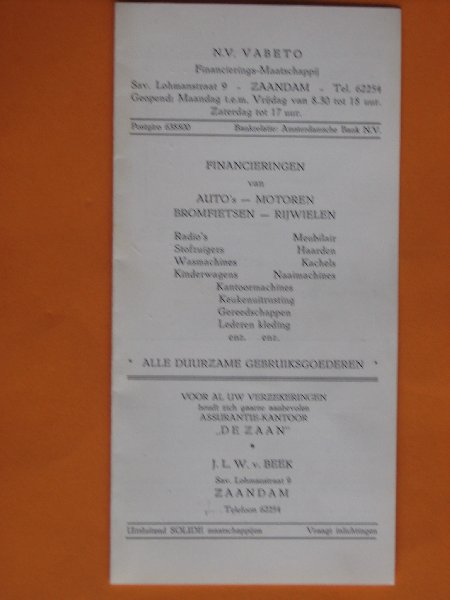 N.V. VABETO
Financierings-Maatschappij
Sav. Lohmanstraat 9 - ZAANDAM - Tel. 62254
Geopend: Maandag t.e.m. Vrijdag van 8.30 tot 18 uur.
Zaterdag tot 17 uur.
Postgiro 638800 Bankrelatie: Amsterdamsche Bank N.V.
FINANCIERINGEN
van
AUTO's — MOTOREN
BROMFIETSEN — RIJWIELEN
Radio's Meubilair
Stofzuigers Haarden
Wasmachines Kachels
Kinderwagens Naaimachines
Kantoormachines
Keukenuitrusting
Gereedschappen
Lederen kleding
enz. enz.
* ALLE DUURZAME GEBRUIKSGOEDEREN *
VOOR AL UW VERZEKERINGEN
houdt zich gaarne aanbevolen
ASSURANTIE-KANTOOR
„DE ZAAN"
*
J. L. W. v. BEEK
Sav. Lohmanstraat 9
ZAANDAM
Telefoon 62254
Uitsluitend SOLIDE maatschappijen Vraagt inlichtingen